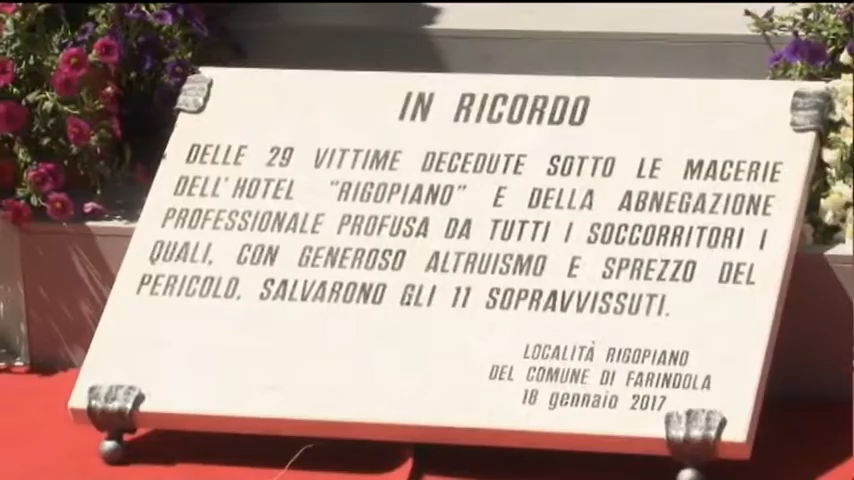 IN RICORDO
DELLE 29 VITTIME DECEDUTE SOTTO LE MACERIE
DELL'HOTEL "RIGOPIANO" E DELLA ABNEGAZIONE
PROFESSIONALE PROFUSA DA TUTTI I SOCCORRITORI I
QUALI, CON GENEROSO ALTRUISMO E SPREZZO DEL
PERICOLO, SALVARONO GLI 11 SOPRAVVISSUTI.
LOCALITÀ RIGOPIANO
DEL COMUNE DI FARINDOLA
18 gennaio 2017